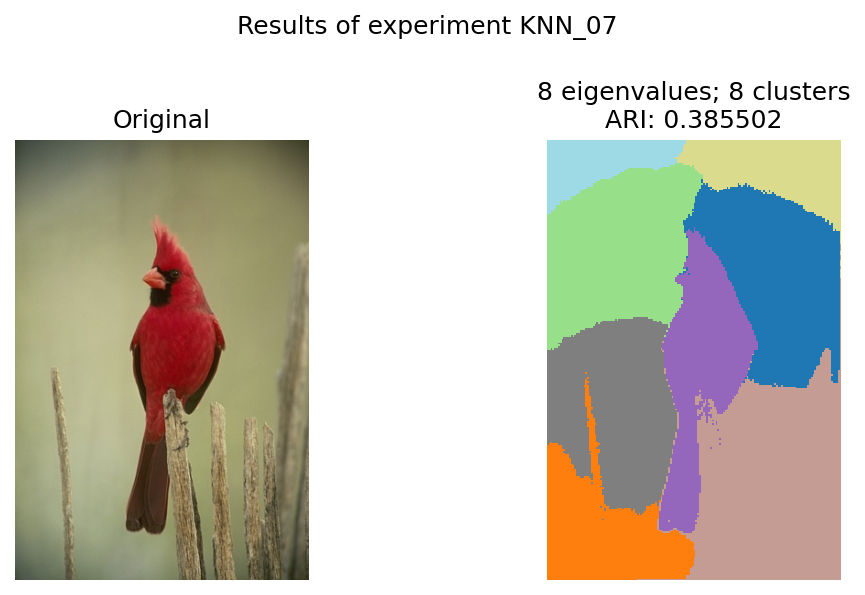 Results of experiment KNN_07
Original
8 eigenvalues; 8 clusters
ARI: 0.385502